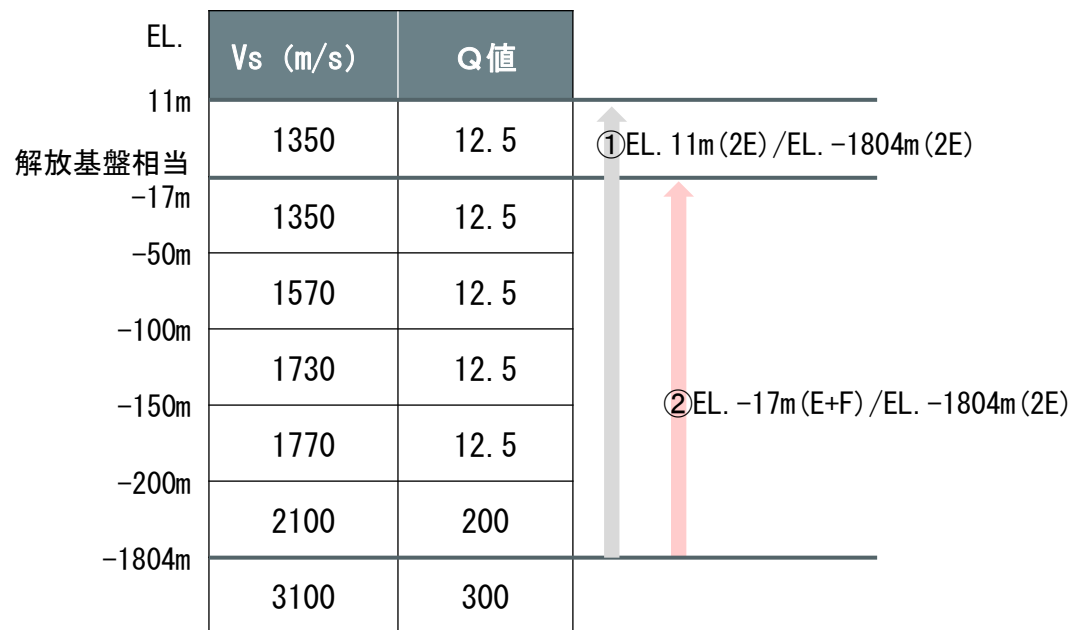 EL.
Vs (m/s) Q値
11m
1350 12.5
①EL.11m(2E)/EL.-1804m(2E)
解放基盤相当
-17m
1350 12.5
-50m
1570 12.5
-100m
1730 12.5
②EL.-17m(E+F)/EL.-1804m(2E)
-150m
1770 12.5
-200m
2100 200
-1804m
3100 300